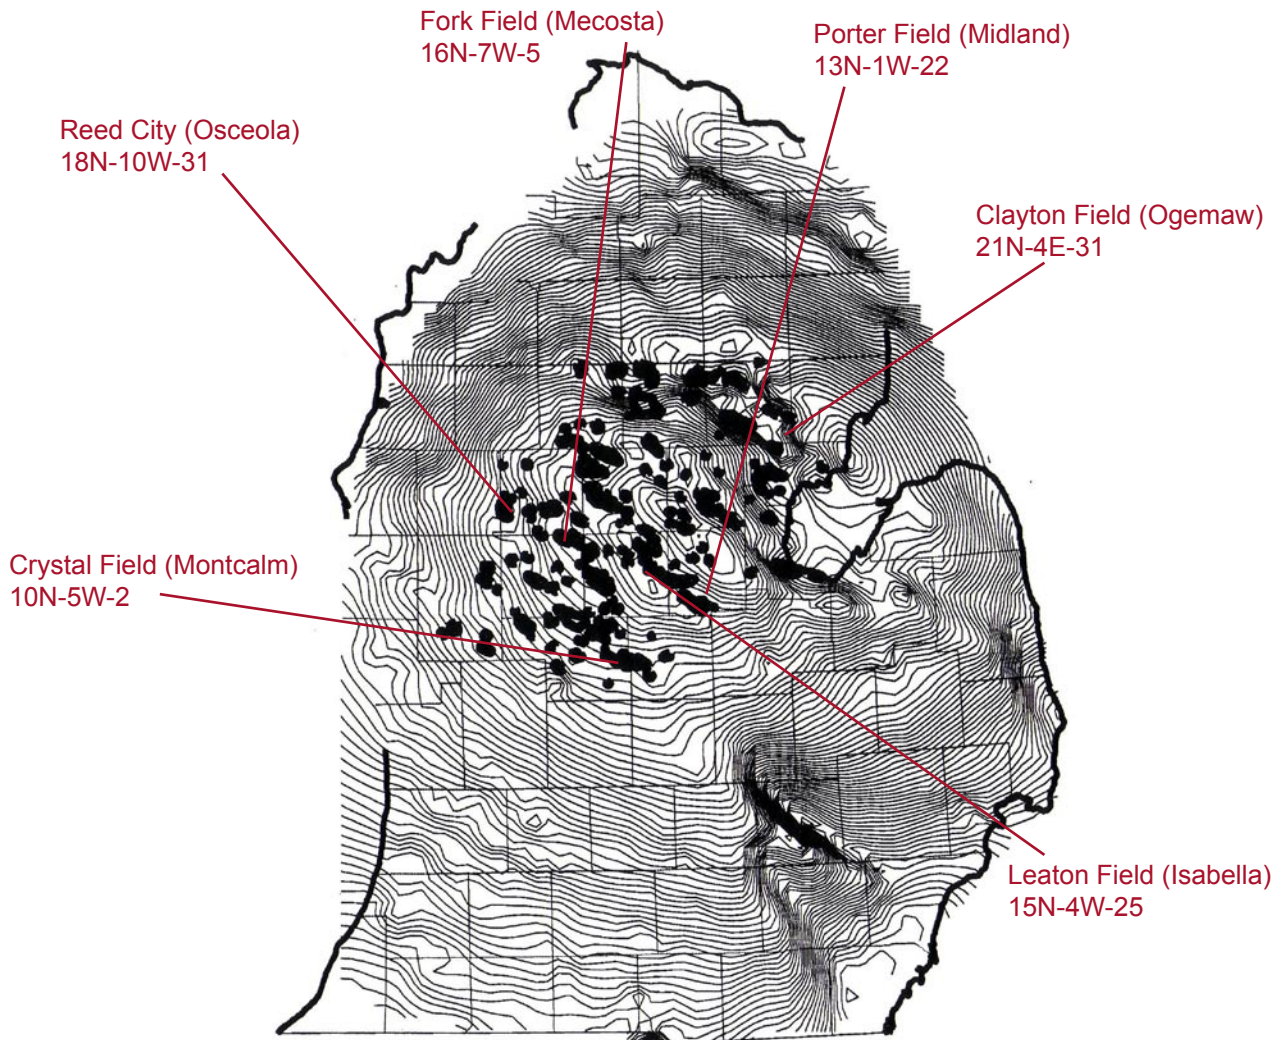 Fork Field (Mecosta)
16N-7W-5
Porter Field (Midland)
13N-1W-22
Reed City (Osceola)
18N-10W-31
Clayton Field (Ogemaw)
21N-4E-31
Crystal Field (Montcalm)
10N-5W-2
Leaton Field (Isabella)
15N-4W-25